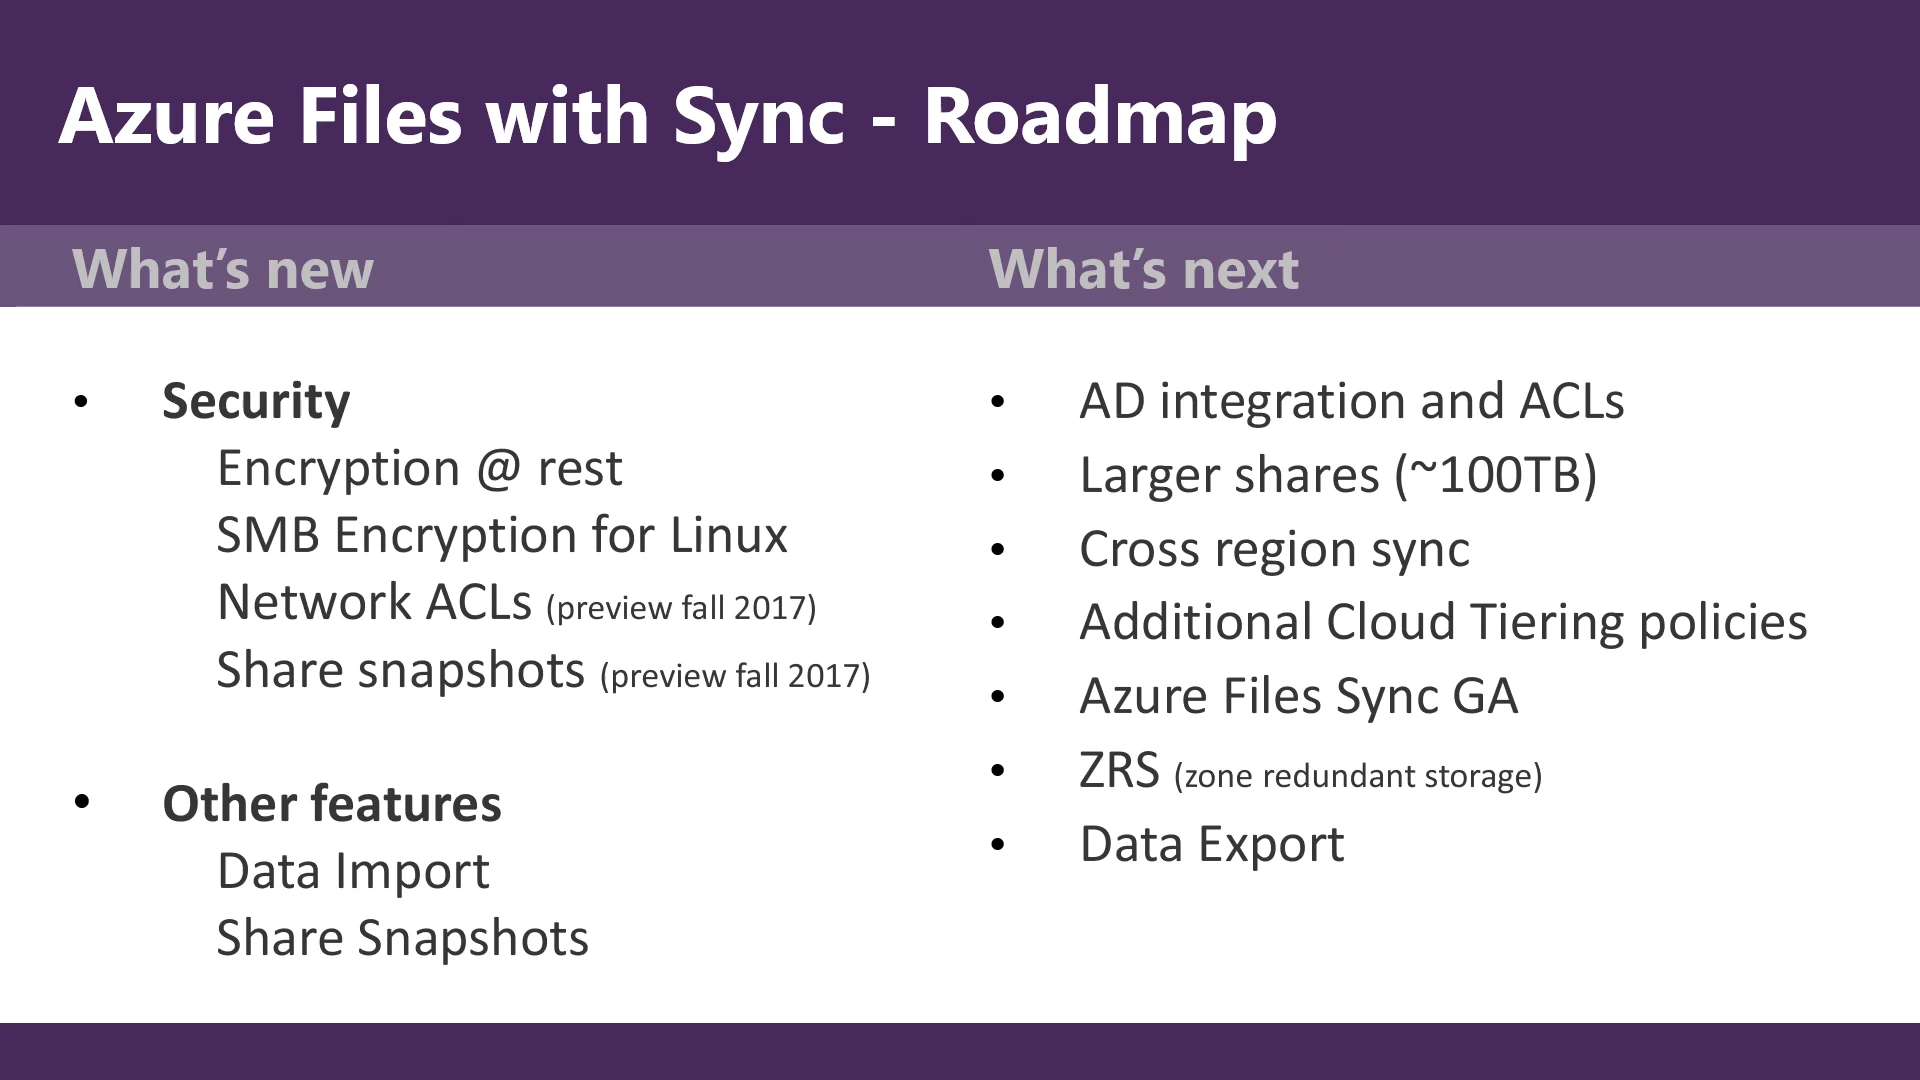 Azure Files with Sync - Roadmap
What's new
What's next
• Security
Encryption @ rest
SMB Encryption for Linux
Network ACLs (preview fall 2017)
Share snapshots (preview fall 2017)
• Other features
Data Import
Share Snapshots
• AD integration and ACLs
• Larger shares (~100TB)
• Cross region sync
• Additional Cloud Tiering policies
• Azure Files Sync GA
• ZRS (zone redundant storage)
• Data Export